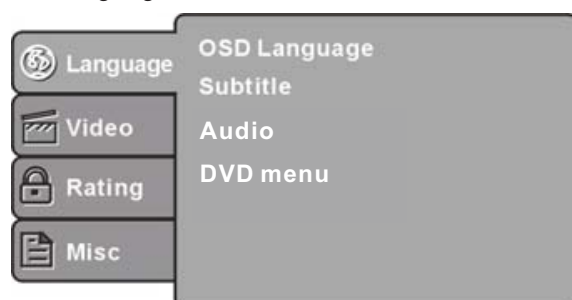 Language
Video
Rating
Misc
OSD Language
Subtitle
Audio
DVD menu